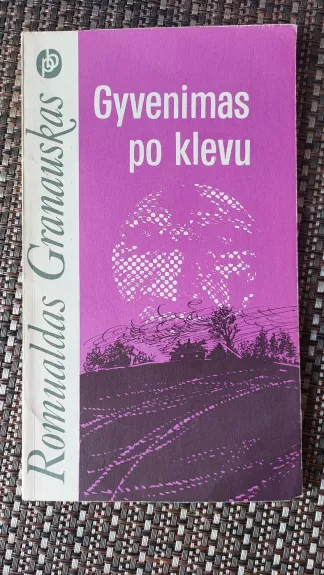 Romualdas Granauskas
Gyvenimas
po klevu